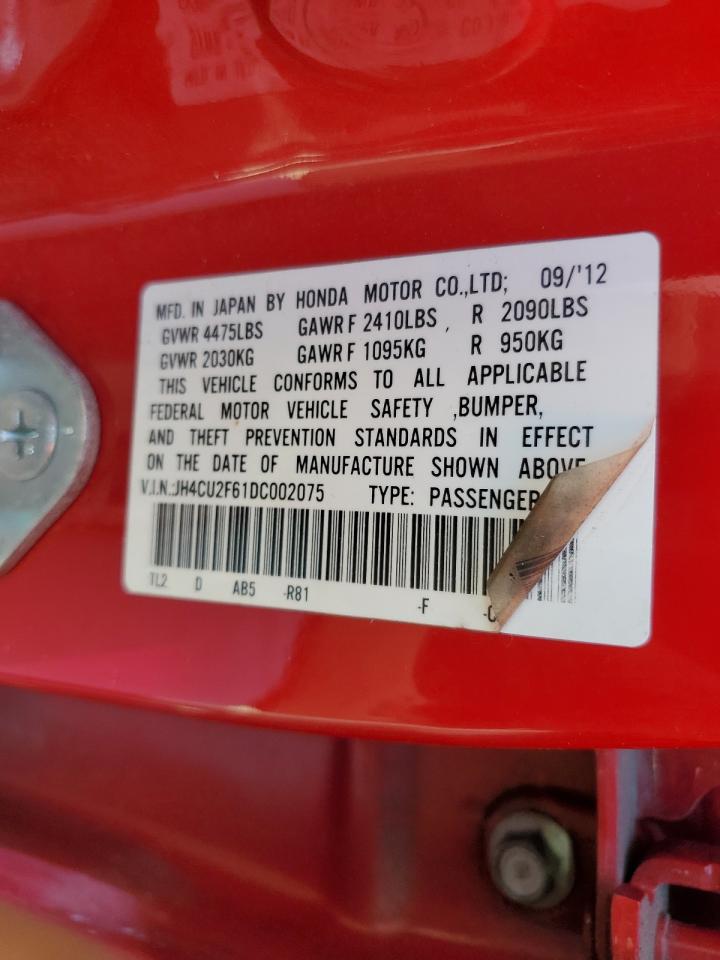 MFD. IN JAPAN BY HONDA MOTOR CO.,LTD; 09/'12
GVWR 4475LBS GAWR F 2410LBS , R 2090LBS
GVWR 2030KG GAWR F 1095KG R 950KG
THIS VEHICLE CONFORMS TO ALL APPLICABLE
FEDERAL MOTOR VEHICLE SAFETY ,BUMPER,
AND THEFT PREVENTION STANDARDS IN EFFECT
ON THE DATE OF MANUFACTURE SHOWN ABOVE
V.I.N.:JH4CU2F61DC002075 TYPE: PASSENGER
TL2 D AB5 -R81 -F